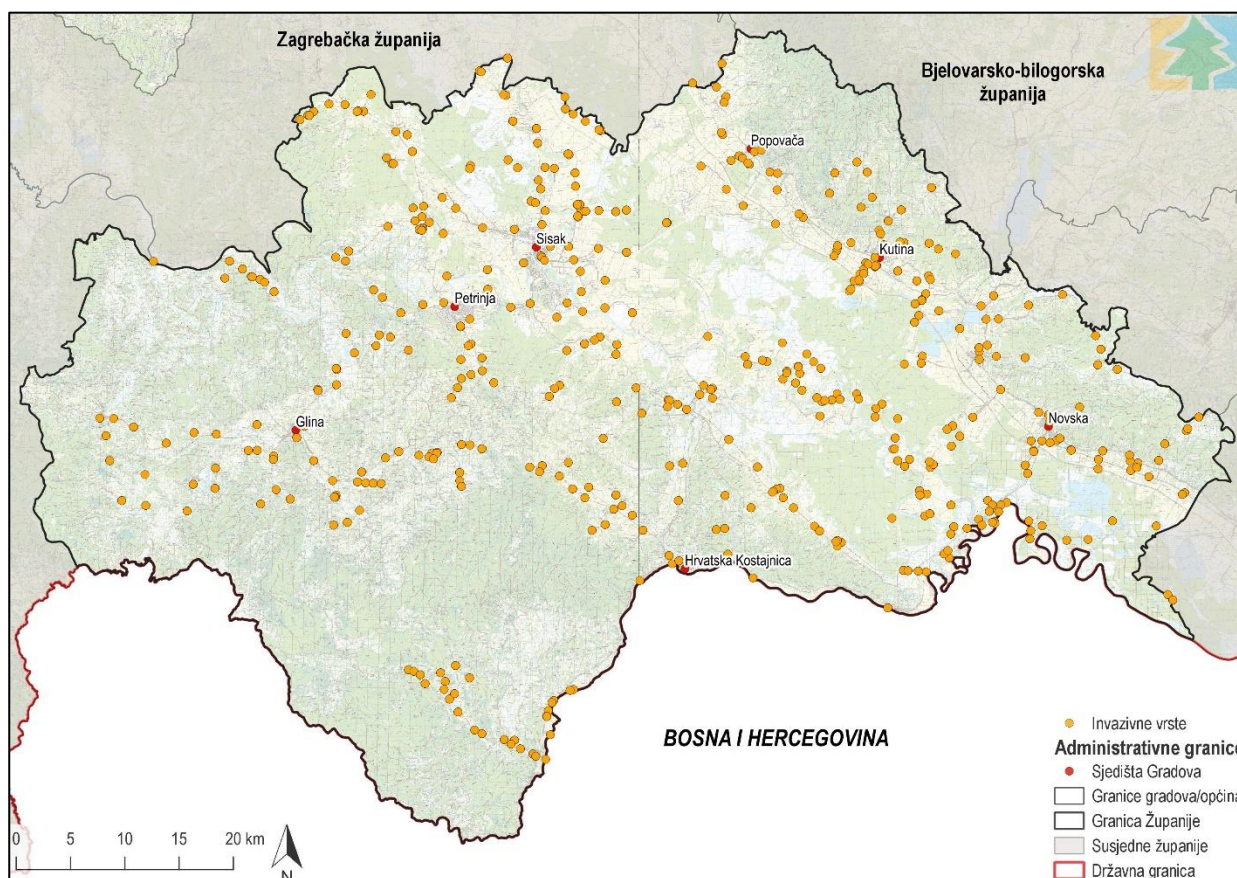 Zagrebačka županija
Bjelovarsko-bilogorska
županija
Popovača
Sisak
Kutina
Petrinja
Glina
Novska
Hrvatska Kostajnica
BOSNA I HERCEGOVINA
Invazivne vrste
Administrativne granice
Sjedišta Gradova
Granice gradova/općina
Granica Županije
Susjedne županije
Državna granica
0 5 10 15 20 km
N